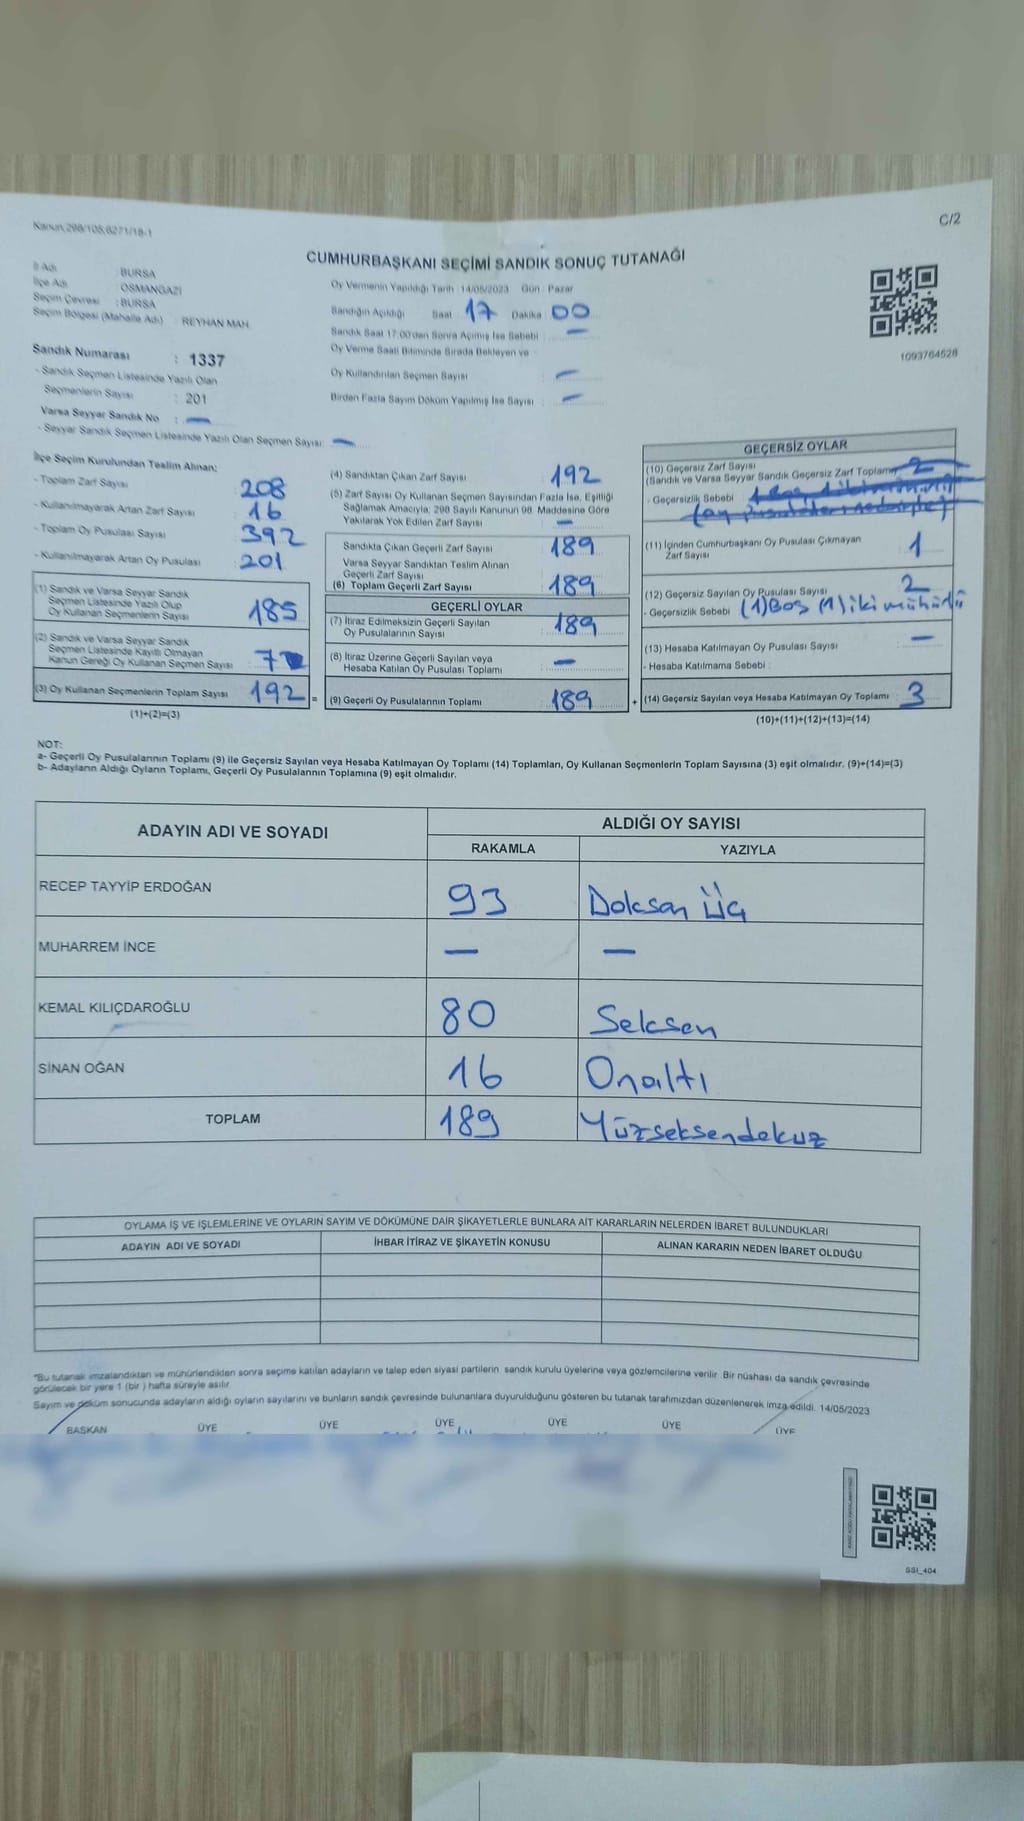 Kanun,298/105,6271/18-1
C/2
CUMHURBAŞKANI SEÇİMİ SANDIK SONUÇ TUTANAĞI
İl Adı : BURSA
İlçe Adı : OSMANGAZİ
Seçim Çevresi : BURSA
Seçim Bölgesi (Mahalle Adı) : REYHAN MAH.
Sandık Numarası : 1337
- Sandık Seçmen Listesinde Yazılı Olan
Seçmenlerin Sayısı : 201
Varsa Seyyar Sandık No : —
- Seyyar Sandık Seçmen Listesinde Yazılı Olan Seçmen Sayısı: —
Oy Vermenin Yapıldığı Tarih : 14/05/2023 Gün : Pazar
Sandığın Açıldığı Saat 17 Dakika 00
Sandık Saat 17:00'den Sonra Açmış İse Sebebi : —
Oy Verme Saati Bitiminde Sırada Bekleyen ve
Oy Kullandırılan Seçmen Sayısı : —
Birden Fazla Sayım Döküm Yapılmış İse Sayısı : —
1093764528
İlçe Seçim Kurulundan Teslim Alınan:
- Toplam Zarf Sayısı : 208
- Kullanılmayarak Artan Zarf Sayısı : 16
- Toplam Oy Pusulası Sayısı : 392
- Kullanılmayarak Artan Oy Pusulası : 201
(1) Sandık ve Varsa Seyyar Sandık
Seçmen Listesinde Yazılı Olup
Oy Kullanan Seçmenlerin Sayısı 185
(2) Sandık ve Varsa Seyyar Sandık
Seçmen Listesinde Kayıtlı Olmayan
Kanun Gereği Oy Kullanan Seçmen Sayısı 7
(3) Oy Kullanan Seçmenlerin Toplam Sayısı 192 =
(1)+(2)=(3)
(4) Sandıktan Çıkan Zarf Sayısı 192
(5) Zarf Sayısı Oy Kullanan Seçmen Sayısından Fazla İse, Eşitliği
Sağlamak Amacıyla; 298 Sayılı Kanunun 98. Maddesine Göre
Yakılarak Yok Edilen Zarf Sayısı : —
Sandıkta Çıkan Geçerli Zarf Sayısı : 189
Varsa Seyyar Sandıktan Teslim Alınan
Geçerli Zarf Sayısı
(6) Toplam Geçerli Zarf Sayısı : 189
GEÇERLİ OYLAR
(7) İtiraz Edilmeksizin Geçerli Sayılan
Oy Pusulalarının Sayısı : 189
(8) İtiraz Üzerine Geçerli Sayılan veya
Hesaba Katılan Oy Pusulası Toplamı : —
(9) Geçerli Oy Pusulalarının Toplamı : 189 +
GEÇERSİZ OYLAR
(10) Geçersiz Zarf Sayısı
(Sandık ve Varsa Seyyar Sandık Geçersiz Zarf Toplamı) 2
- Geçersizlik Sebebi
(11) İçinden Cumhurbaşkanı Oy Pusulası Çıkmayan
Zarf Sayısı 1
(12) Geçersiz Sayılan Oy Pusulası Sayısı 2
- Geçersizlik Sebebi : (1) Boş (1) iki mühürlü
(13) Hesaba Katılmayan Oy Pusulası Sayısı : —
- Hesaba Katılmama Sebebi :
(14) Geçersiz Sayılan veya Hesaba Katılmayan Oy Toplamı : 3
(10)+(11)+(12)+(13)=(14)
NOT:
a- Geçerli Oy Pusulalarının Toplamı (9) ile Geçersiz Sayılan veya Hesaba Katılmayan Oy Toplamı (14) Toplamları, Oy Kullanan Seçmenlerin Toplam Sayısına (3) eşit olmalıdır. (9)+(14)=(3)
b- Adayların Aldığı Oyların Toplamı, Geçerli Oy Pusulalarının Toplamına (9) eşit olmalıdır.
ADAYIN ADI VE SOYADI
ALDIĞI OY SAYISI
RAKAMLA YAZIYLA
RECEP TAYYİP ERDOĞAN 93 Doksan üç
MUHARREM İNCE — —
KEMAL KILIÇDAROĞLU 80 Seksen
SİNAN OĞAN 16 Onaltı
TOPLAM 189 Yüzseksendokuz
OYLAMA İŞ VE İŞLEMLERİNE VE OYLARIN SAYIM VE DÖKÜMÜNE DAİR ŞİKAYETLERLE BUNLARA AİT KARARLARIN NELERDEN İBARET BULUNDUKLARI
ADAYIN ADI VE SOYADI İHBAR İTİRAZ VE ŞİKAYETİN KONUSU ALINAN KARARIN NEDEN İBARET OLDUĞU
*Bu tutanak imzalandıktan ve mühürlendikten sonra seçime katılan adayların ve talep eden siyasi partilerin sandık kurulu üyelerine veya gözlemcilerine verilir. Bir nüshası da sandık çevresinde
görülecek bir yere 1 (bir ) hafta süreyle asılır.
Sayım ve döküm sonucunda adayların aldığı oyların sayılarını ve bunların sandık çevresinde bulunanlara duyurulduğunu gösteren bu tutanak tarafımızdan düzenlenerek imza edildi. 14/05/2023
BAŞKAN ÜYE ÜYE ÜYE ÜYE ÜYE ÜYE
SSI_404